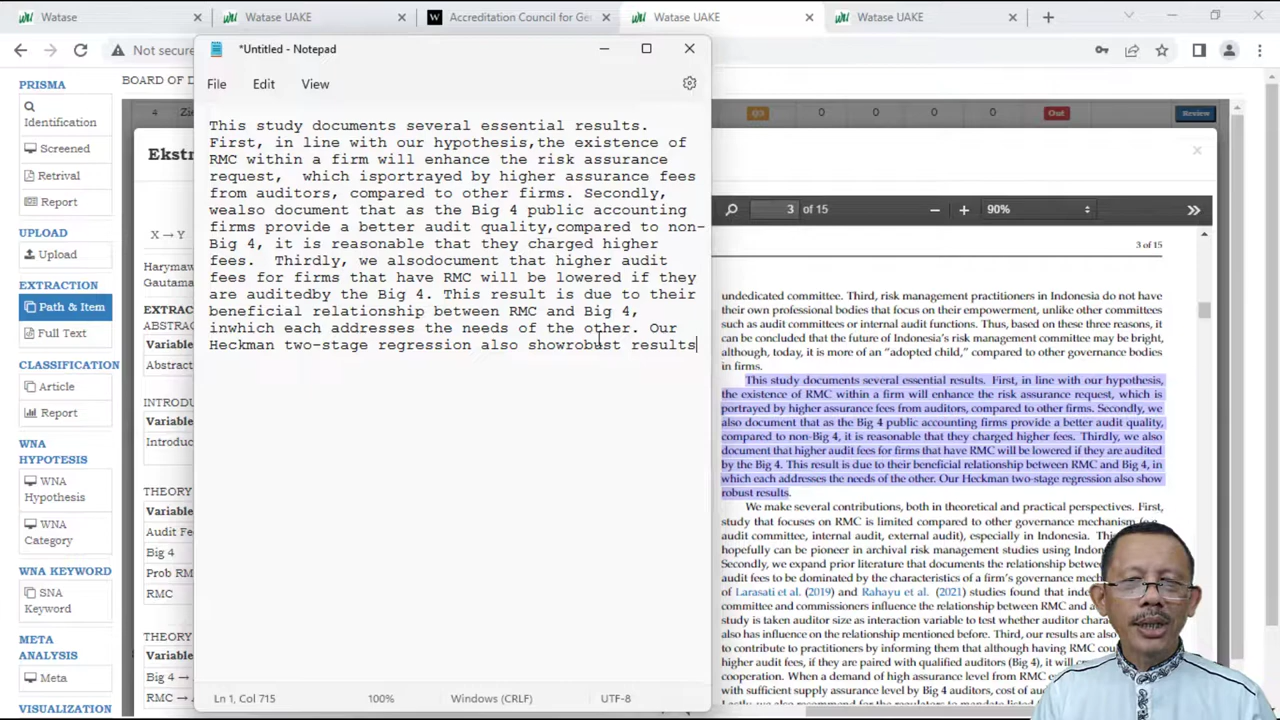 Watase
Watase UAKE
Accreditation Council for Ge
Watase UAKE
Watase UAKE
Not secure
*Untitled - Notepad
File
Edit
View
This study documents several essential results.
First, in line with our hypothesis,the existence of
RMC within a firm will enhance the risk assurance
request,  which isportrayed by higher assurance fees
from auditors, compared to other firms. Secondly,
wealso document that as the Big 4 public accounting
firms provide a better audit quality,compared to non-
Big 4, it is reasonable that they charged higher
fees.  Thirdly, we alsodocument that higher audit
fees for firms that have RMC will be lowered if they
are auditedby the Big 4. This result is due to their
beneficial relationship between RMC and Big 4,
inwhich each addresses the needs of the other. Our
Heckman two-stage regression also showrobust results
Ln 1, Col 715
100%
Windows (CRLF)
UTF-8
PRISMA
Identification
Screened
Retrival
Report
UPLOAD
Upload
EXTRACTION
Path & Item
Full Text
CLASSIFICATION
Article
Report
WNA
HYPOTESIS
WNA
Hypothesis
WNA
Category
WNA KEYWORD
SNA
Keyword
META
ANALYSIS
Meta
VISUALIZATION
BOARD OF D
4
Zi
Q3
0
0
0
Out
Review
Ekst
X → Y
Harymaw
Gautama
EXTRAC
ABSTRAC
Variable
Abstract
INTRODU
Variable
Introduc
THEORY
Variable
Audit Fee
Big 4
Prob RM
RMC
THEORY
Variable
Big 4 →
RMC →
3
of 15
90%
3 of 15
undedicated committee. Third, risk management practitioners in Indonesia do not have
their own professional bodies that focus on their empowerment, unlike other committees
such as audit committees or internal audit functions. Thus, based on these three reasons,
it can be concluded that the future of Indonesia's risk management may be bright,
although, today, it is more of an “adopted child,” compared to other governance bodies
in firms.
This study documents several essential results. First, in line with our hypothesis,
the existence of RMC within a firm will enhance the risk assurance request, which is
portrayed by higher assurance fees from auditors, compared to other firms. Secondly, we
also document that as the Big 4 public accounting firms provide a better audit quality,
compared to non-Big 4, it is reasonable that they charged higher fees. Thirdly, we also
document that higher audit fees for firms that have RMC will be lowered if they are audited
by the Big 4. This result is due to their beneficial relationship between RMC and Big 4, in
which each addresses the needs of the other. Our Heckman two-stage regression also show
robust results.
We make several contributions, both in theoretical and practical perspectives. First,
study that focuses on RMC is limited compared to other governance mechanism (e.g.
audit committee, internal audit, external audit), especially in Indonesia. Thi
hopefully can be pioneer in archival risk management studies using Indon
Secondly, we expand prior literature that documents the relationship betwe
audit fees to be dominated by the characteristics of a firm's governance mec
of Larasati et al. (2019) and Rahayu et al. (2021) studies found that inde
committee and commissioners influence the relationship between RMC and a
study is taken auditor size as interaction variable to test whether auditor chara
also has influence on the relationship mentioned before. Third, our results are also
to contribute to practitioners by informing them that although having RMC cou
higher audit fees, if they are paired with qualified auditors (Big 4), it will cr
cooperation. When a demand of high assurance level from RMC
with sufficient supply assurance level by Big 4 auditors, cost of au